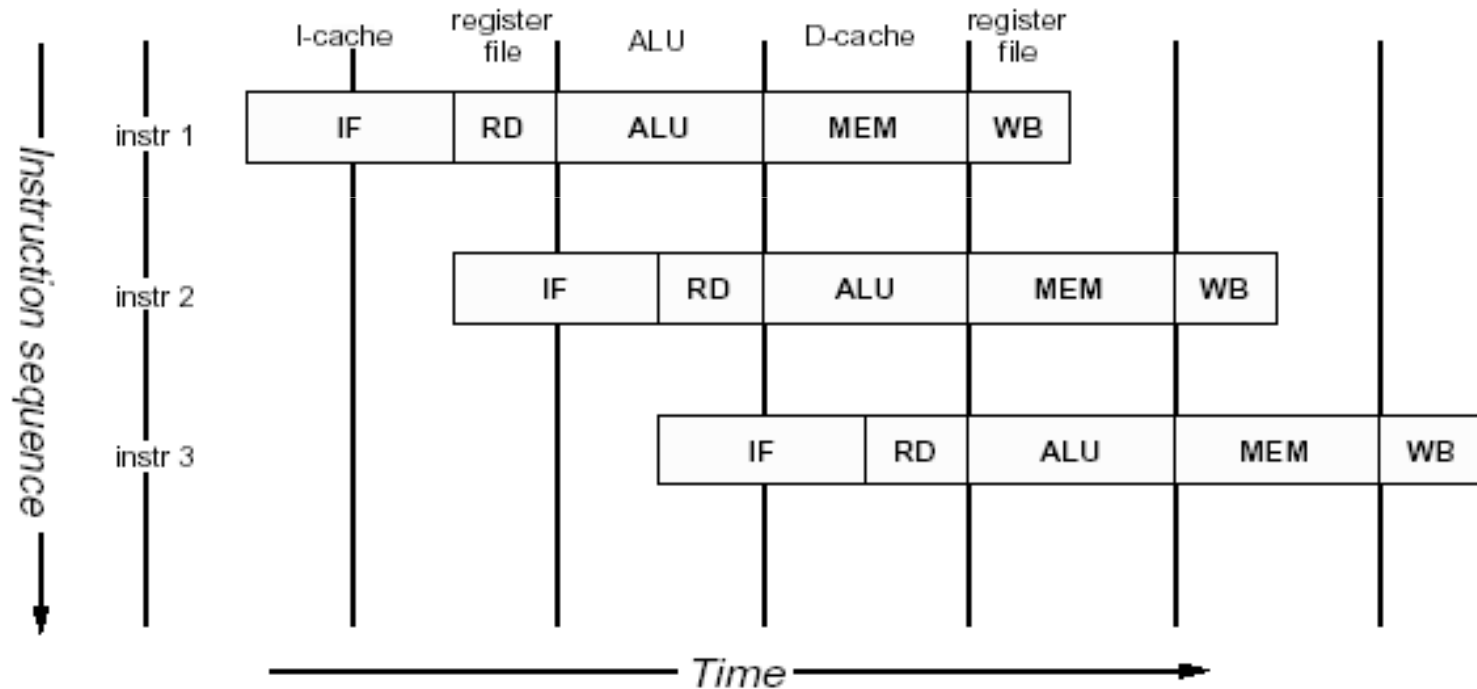 I-cache
register
file
ALU
D-cache
register
file
instr 1
IF
RD
ALU
MEM
WB
instr 2
IF
RD
ALU
MEM
WB
instr 3
IF
RD
ALU
MEM
WB
Instruction sequence
Time